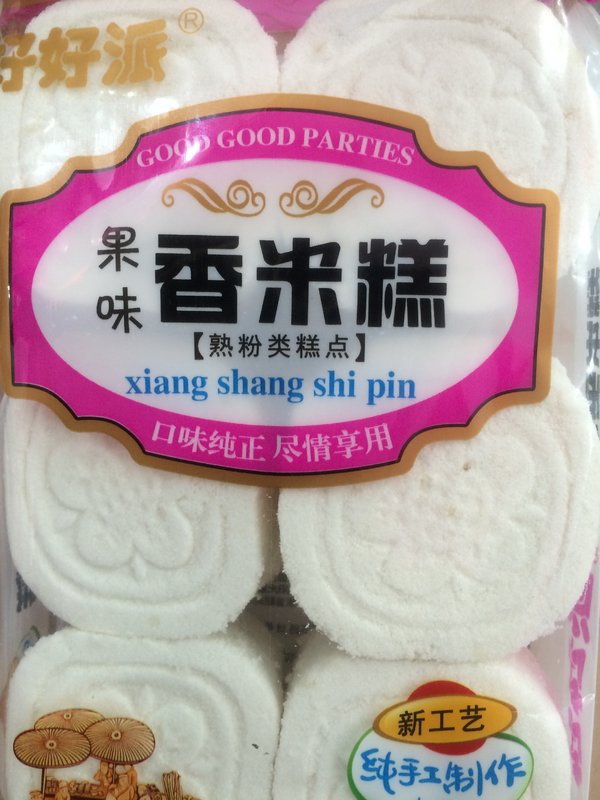 好好派®
GOOD GOOD PARTIES
果味
香米糕
【熟粉类糕点】
xiang shang shi pin
口味纯正 尽情享用
新工艺
纯手工制作